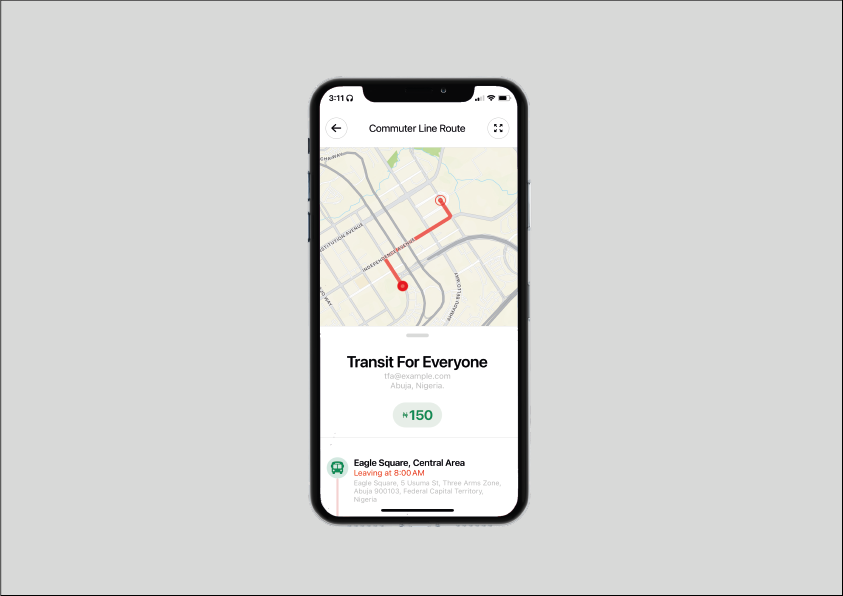 3:11
Commuter Line Route
INDEPENDENCE AVENUE
AHMADU BELLO WAY
Transit For Everyone
tfa@example.com
Abuja, Nigeria.
₦150
Eagle Square, Central Area
Leaving at 8:00 AM
Eagle Square, 5 Usuma St, Three Arms Zone,
Abuja 900103, Federal Capital Territory,
Nigeria